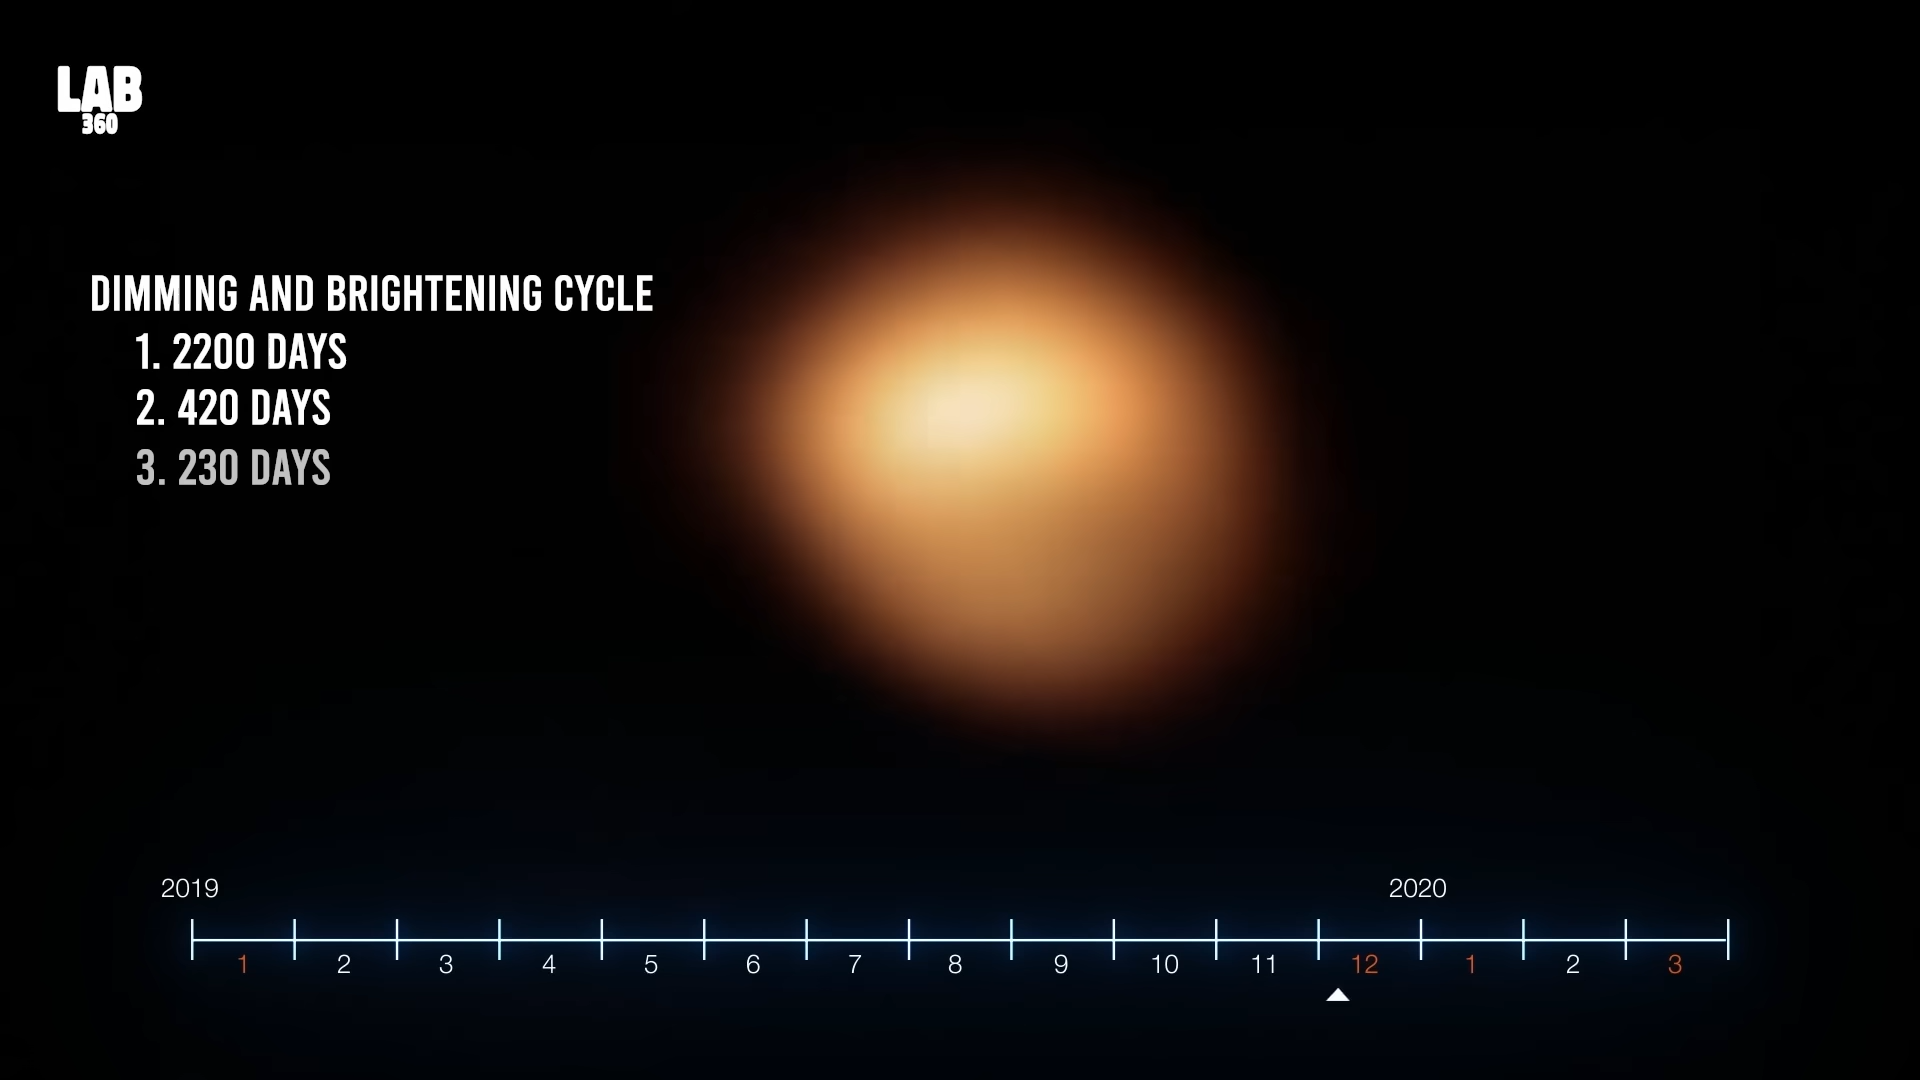 LAB
360
DIMMING AND BRIGHTENING CYCLE
1. 2200 DAYS
2. 420 DAYS
3. 230 DAYS
2019 2020
1 2 3 4 5 6 7 8 9 10 11 12 1 2 3